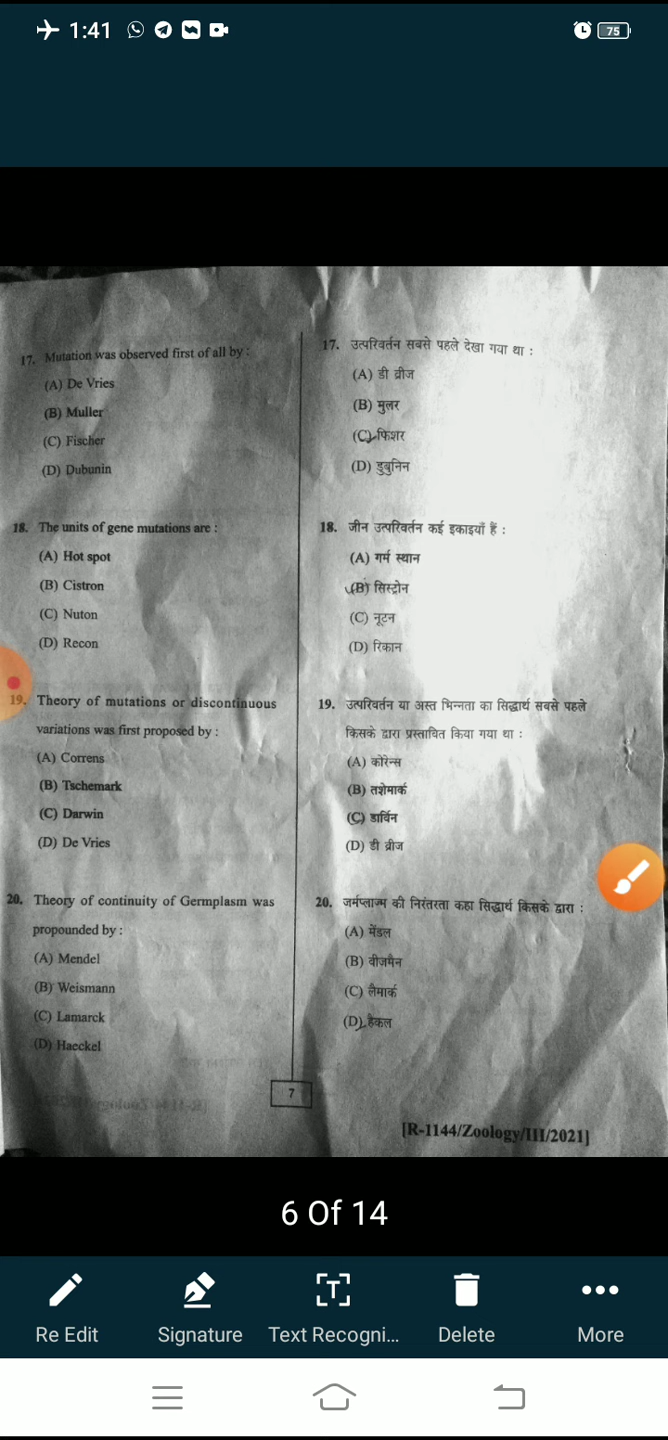 1:41
75
17. Mutation was observed first of all by :
(A) De Vries
(B) Muller
(C) Fischer
(D) Dubunin
18. The units of gene mutations are :
(A) Hot spot
(B) Cistron
(C) Nuton
(D) Recon
19. Theory of mutations or discontinuous
variations was first proposed by :
(A) Correns
(B) Tschemark
(C) Darwin
(D) De Vries
20. Theory of continuity of Germplasm was
propounded by :
(A) Mendel
(B) Weismann
(C) Lamarck
(D) Haeckel
17. उत्परिवर्तन सबसे पहले देखा गया था :
(A) डी व्रीज
(B) मुलर
(C) फिशर
(D) डुबुनिन
18. जीन उत्परिवर्तन कई इकाइयाँ हैं :
(A) गर्म स्थान
(B) सिस्ट्रोन
(C) नूटन
(D) रिकान
19. उत्परिवर्तन या अस्त भिन्नता का सिद्धार्थ सबसे पहले
किसके द्वारा प्रस्तावित किया गया था :
(A) कोरेन्स
(B) तशेमार्क
(C) डार्विन
(D) डी व्रीज
20. जर्मप्लाज्म की निरंतरता कहा सिद्धार्थ किसके द्वारा :
(A) मेंडल
(B) वीजमैन
(C) लैमार्क
(D) हैकल
7
[R-1144/Zoology/III/2021]
6 Of 14
Re Edit
Signature
Text Recogni...
Delete
More